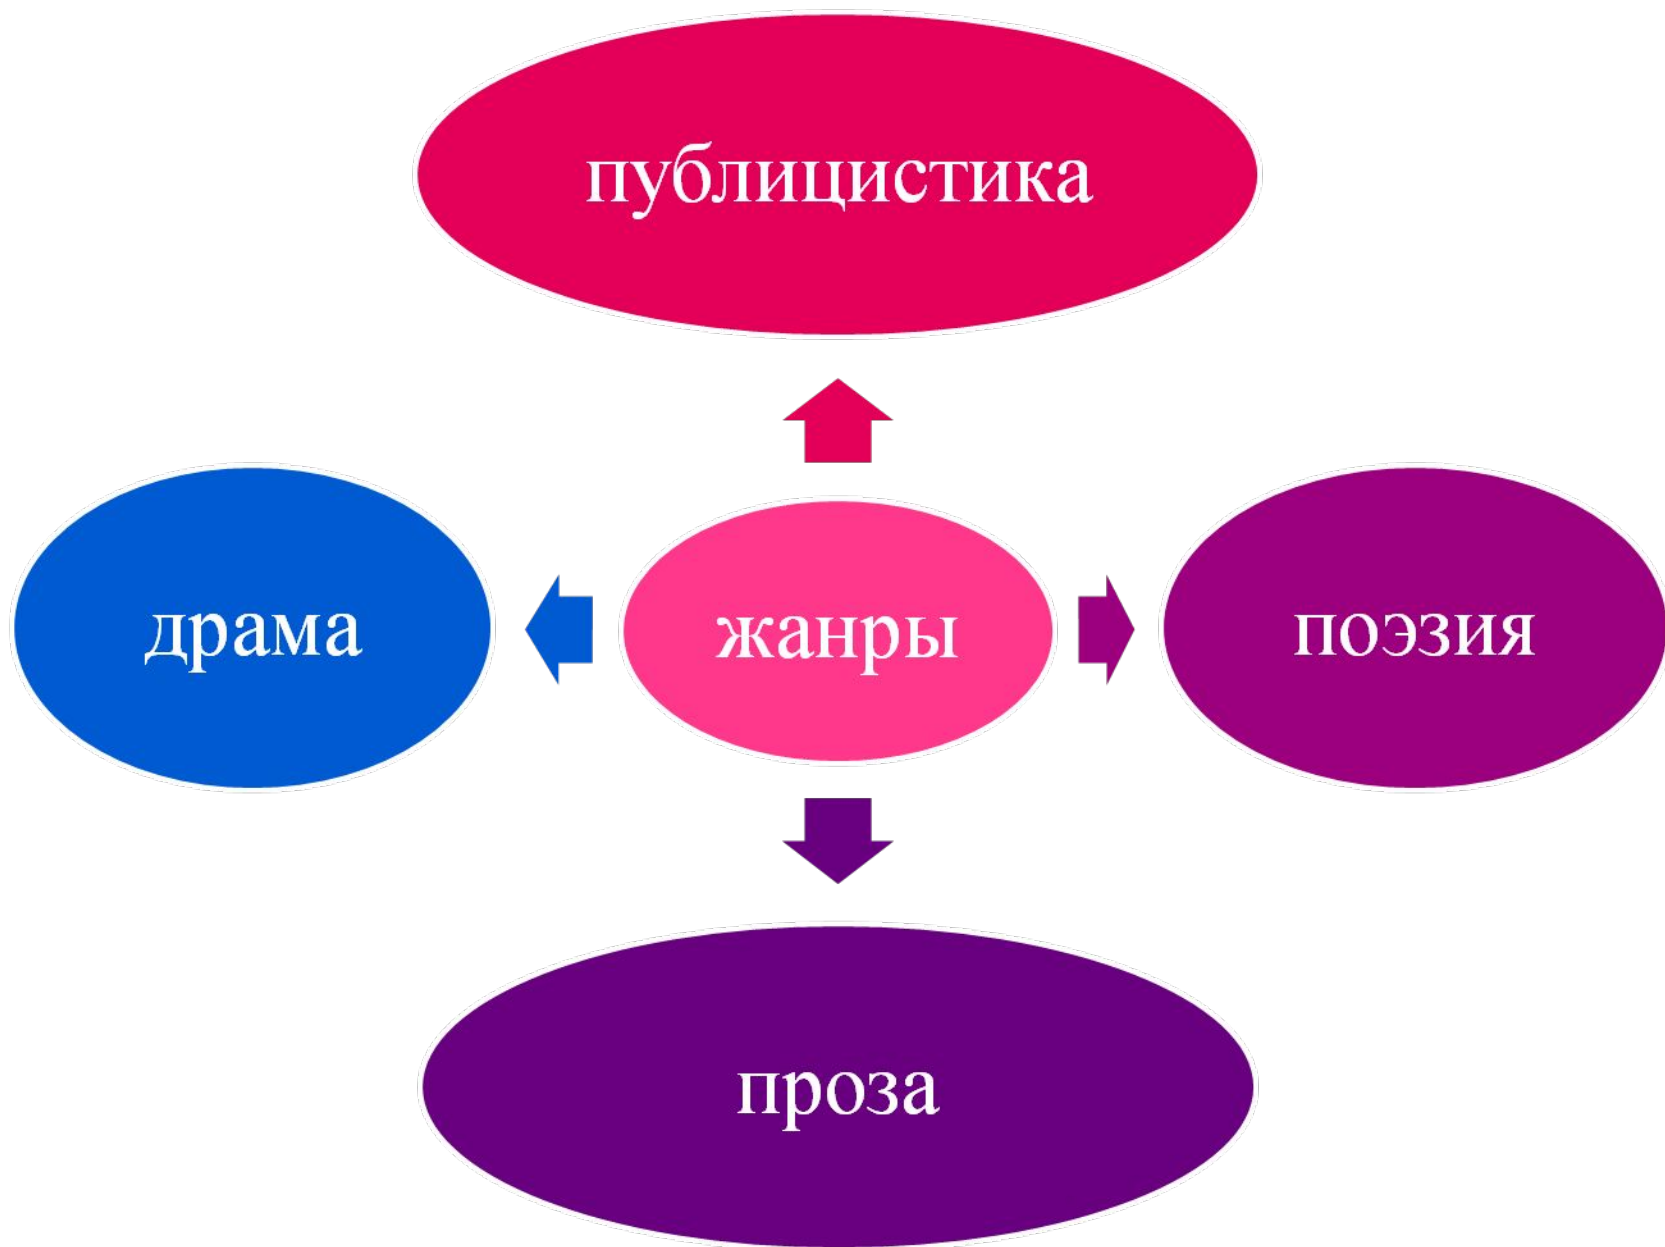 публицистика
драма
жанры
поэзия
проза